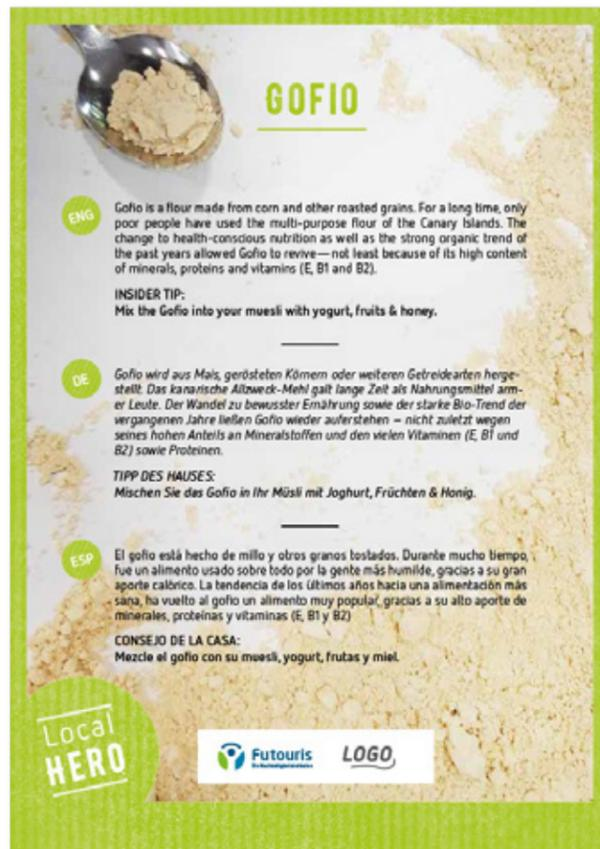 GOFIO
ENG
Gofio is a flour made from corn and other roasted grains. For a long time, only
poor people have used the multi-purpose flour of the Canary Islands. The
change to health-conscious nutrition as well as the strong organic trend of
the past years allowed Gofio to revive—not least because of its high content
of minerals, proteins and vitamins (E, B1 and B2).
INSIDER TIP:
Mix the Gofio into your muesli with yogurt, fruits & honey.
DE
Gofio wird aus Mais, gerösteten Körnern oder weiteren Getreidearten herge-
stellt. Das kanarische Allzweck-Mehl galt lange Zeit als Nahrungsmittel arm-
er Leute. Der Wandel zu bewusster Ernährung sowie der starke Bio-Trend der
vergangenen Jahre ließen Gofio wieder auferstehen – nicht zuletzt wegen
seines hohen Anteils an Mineralstoffen und den vielen Vitaminen (E, B1 und
B2) sowie Proteinen.
TIPP DES HAUSES:
Mischen Sie das Gofio in Ihr Müsli mit Joghurt, Früchten & Honig.
ESP
El gofio está hecho de millo y otros granos tostados. Durante mucho tiempo,
fue un alimento usado sobre todo por la gente más humilde, gracias a su gran
aporte calórico. La tendencia de los últimos años hacia una alimentación más
sana, ha vuelto al gofio un alimento muy popular, gracias a su alto aporte de
minerales, proteínas y vitaminas (E, B1 y B2)
CONSEJO DE LA CASA:
Mezcle el gofio con su muesli, yogurt, frutas y miel.
Local
HERO
Futouris
LOGO